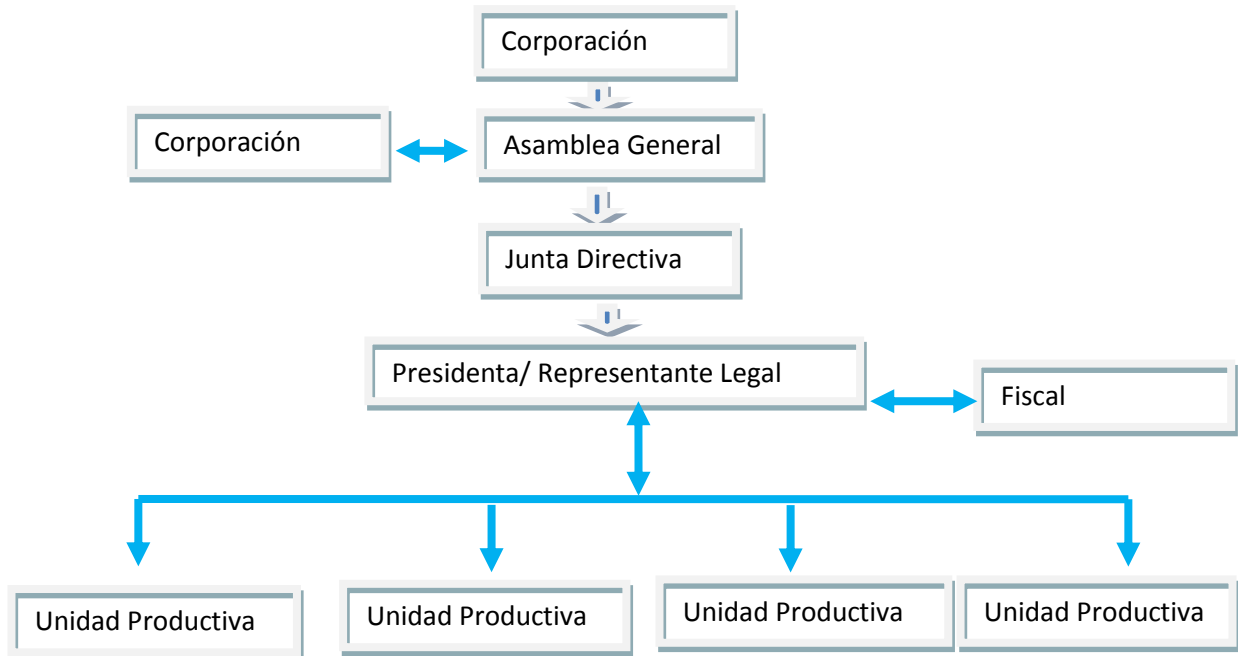 Corporación
Corporación
Asamblea General
Junta Directiva
Presidenta/ Representante Legal
Fiscal
Unidad Productiva
Unidad Productiva
Unidad Productiva
Unidad Productiva